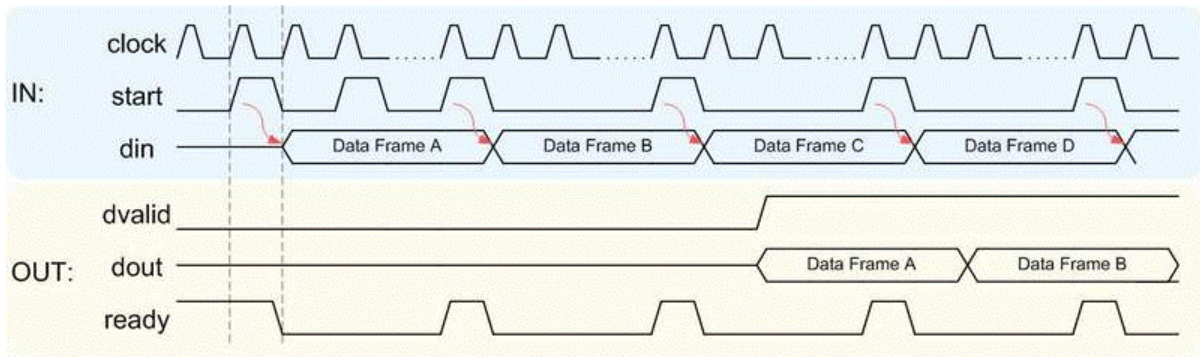 IN:
clock
start
din
Data Frame A
Data Frame B
Data Frame C
Data Frame D
OUT:
dvalid
dout
Data Frame A
Data Frame B
ready